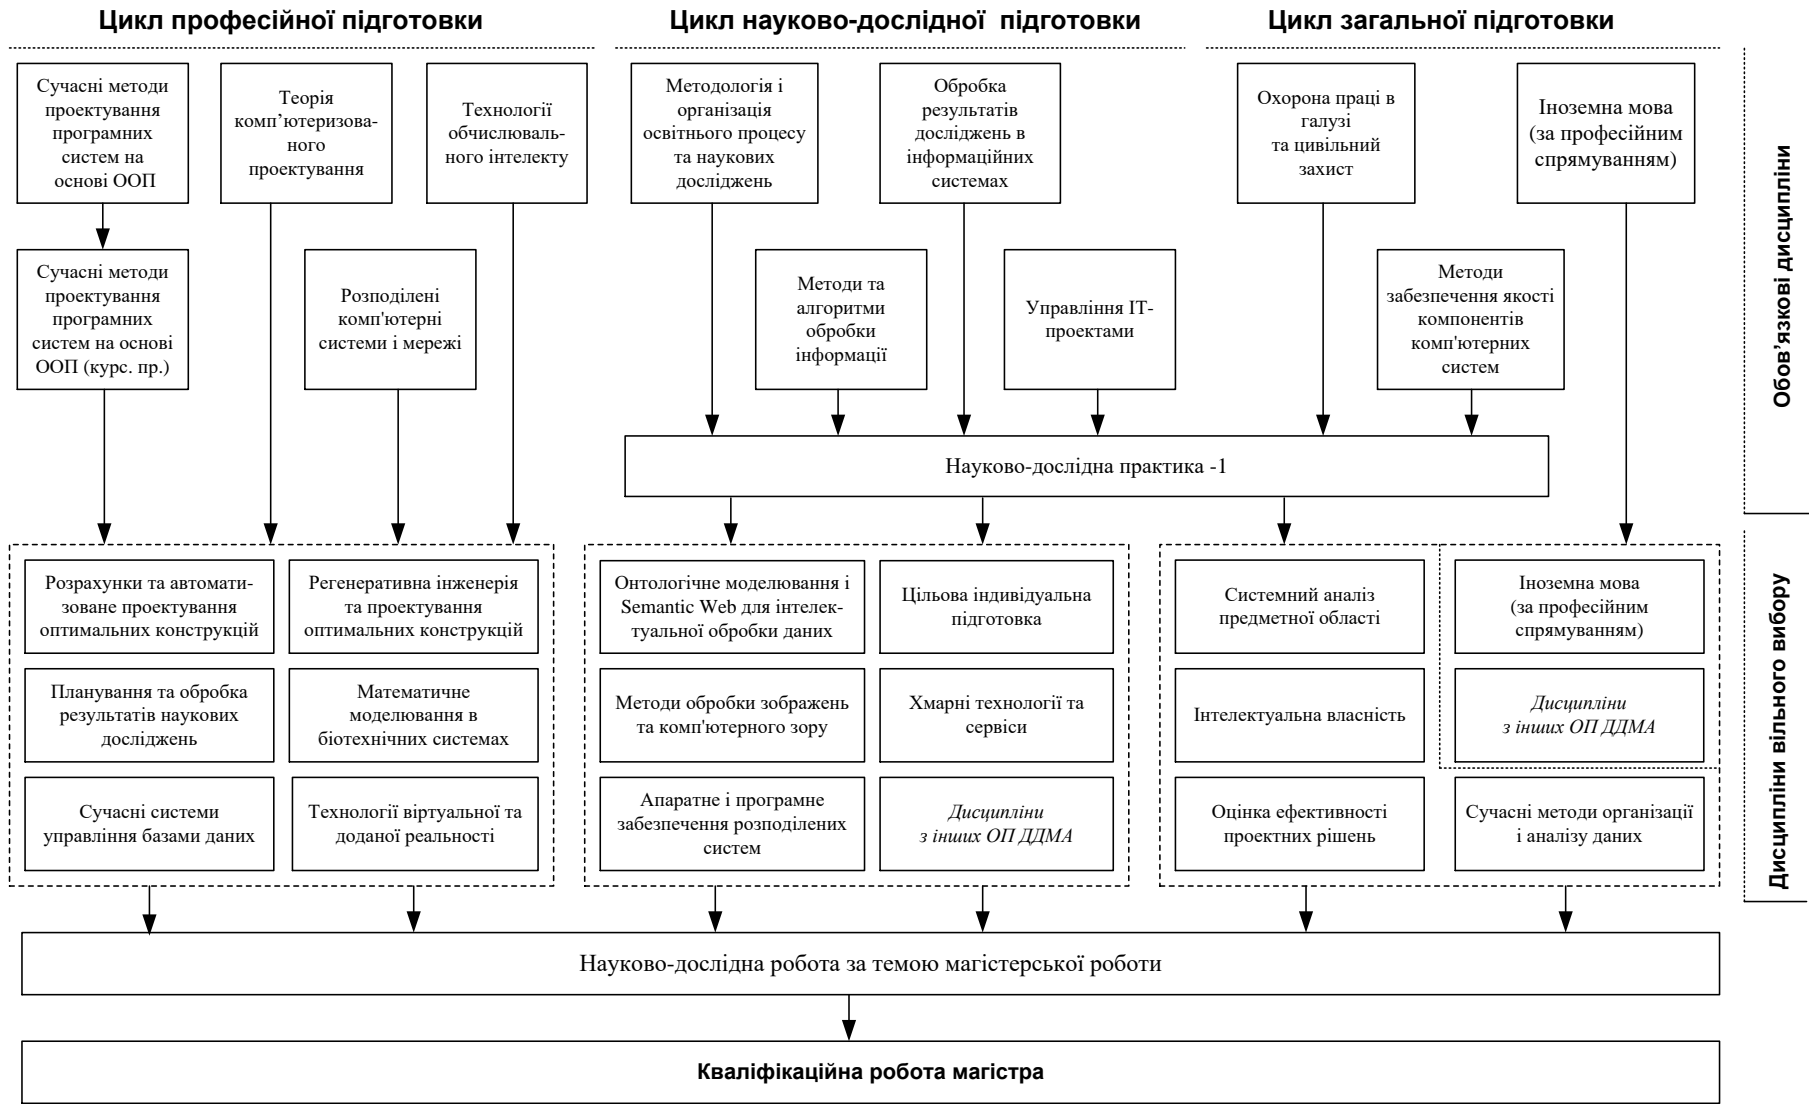 Цикл професійної підготовки
Цикл науково-дослідної підготовки
Цикл загальної підготовки
Сучасні методи
проектування
програмних
систем на
основі ООП
Теорія
комп’ютеризова-
ного
проектування
Технології
обчислюваль-
ного інтелекту
Методологія і
організація
освітнього процесу
та наукових
досліджень
Обробка
результатів
досліджень в
інформаційних
системах
Охорона праці в
галузі
та цивільний
захист
Іноземна мова
(за професійним
спрямуванням)
Обов’язкові дисципліни
Сучасні методи
проектування
програмних
систем на основі
ООП (курс. пр.)
Розподілені
комп'ютерні
системи і мережі
Методи та
алгоритми
обробки
інформації
Управління ІТ-
проектами
Методи
забезпечення якості
компонентів
комп'ютерних
систем
Науково-дослідна практика -1
Розрахунки та автомати-
зоване проектування
оптимальних конструкцій
Регенеративна інженерія
та проектування
оптимальних конструкцій
Онтологічне моделювання і
Semantic Web для інтелек-
туальної обробки даних
Цільова індивідуальна
підготовка
Системний аналіз
предметної області
Іноземна мова
(за професійним
спрямуванням)
Дисципліни вільного вибору
Планування та обробка
результатів наукових
досліджень
Математичне
моделювання в
біотехнічних системах
Методи обробки зображень
та комп'ютерного зору
Хмарні технології та
сервіси
Інтелектуальна власність
Дисципліни
з інших ОП ДДМА
Сучасні системи
управління базами даних
Технології віртуальної та
доданої реальності
Апаратне і програмне
забезпечення розподілених
систем
Дисципліни
з інших ОП ДДМА
Оцінка ефективності
проектних рішень
Сучасні методи організації
і аналізу даних
Науково-дослідна робота за темою магістерської роботи
Кваліфікаційна робота магістра